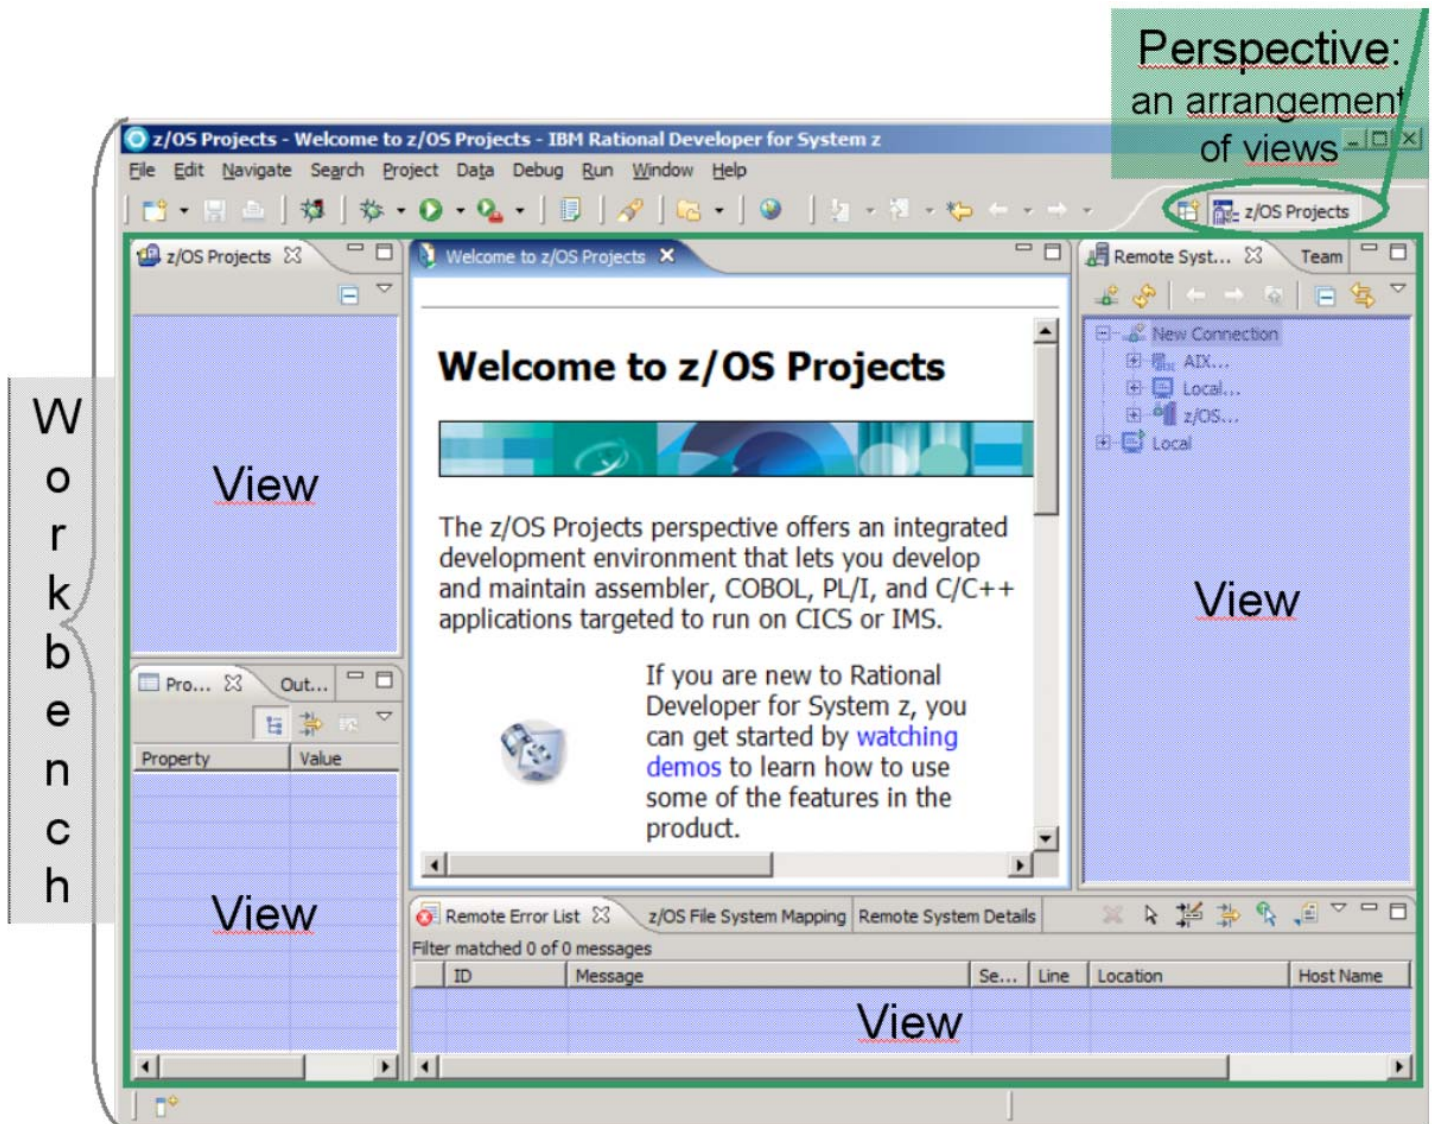 Perspective:
an arrangement
of views
z/OS Projects - Welcome to z/OS Projects - IBM Rational Developer for System z
File Edit Navigate Search Project Data Debug Run Window Help
z/OS Projects
z/OS Projects
Welcome to z/OS Projects
Remote Syst... Team
Welcome to z/OS Projects
The z/OS Projects perspective offers an integrated
development environment that lets you develop
and maintain assembler, COBOL, PL/I, and C/C++
applications targeted to run on CICS or IMS.
If you are new to Rational
Developer for System z, you
can get started by watching
demos to learn how to use
some of the features in the
product.
New Connection
AIX...
Local...
z/OS...
Local
View
View
Workbench
Pro... Out...
Property Value
View
Remote Error List z/OS File System Mapping Remote System Details
Filter matched 0 of 0 messages
ID Message Se... Line Location Host Name
View